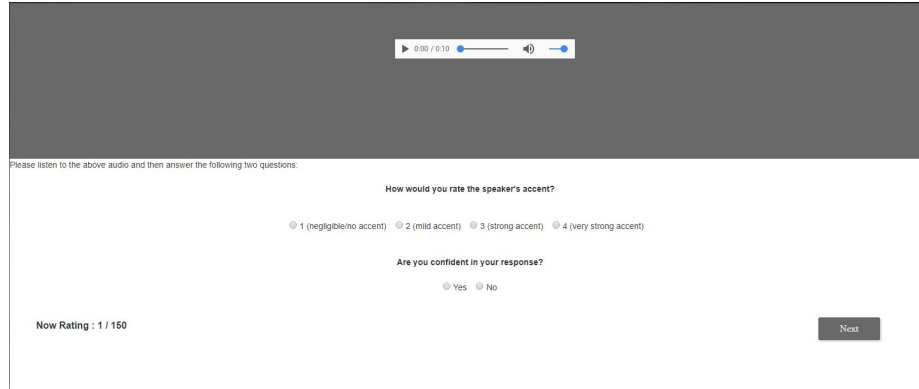 0:00 / 0:10
Please listen to the above audio and then answer the following two questions:
How would you rate the speaker's accent?
1 (negligible/no accent) 2 (mild accent) 3 (strong accent) 4 (very strong accent)
Are you confident in your response?
Yes No
Now Rating : 1 / 150
Next